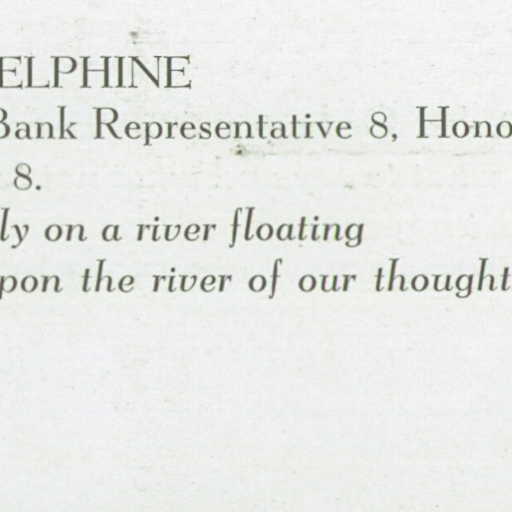 ELPHINE
Bank Representative 8, Hono
8.
ly on a river floating
pon the river of our thought